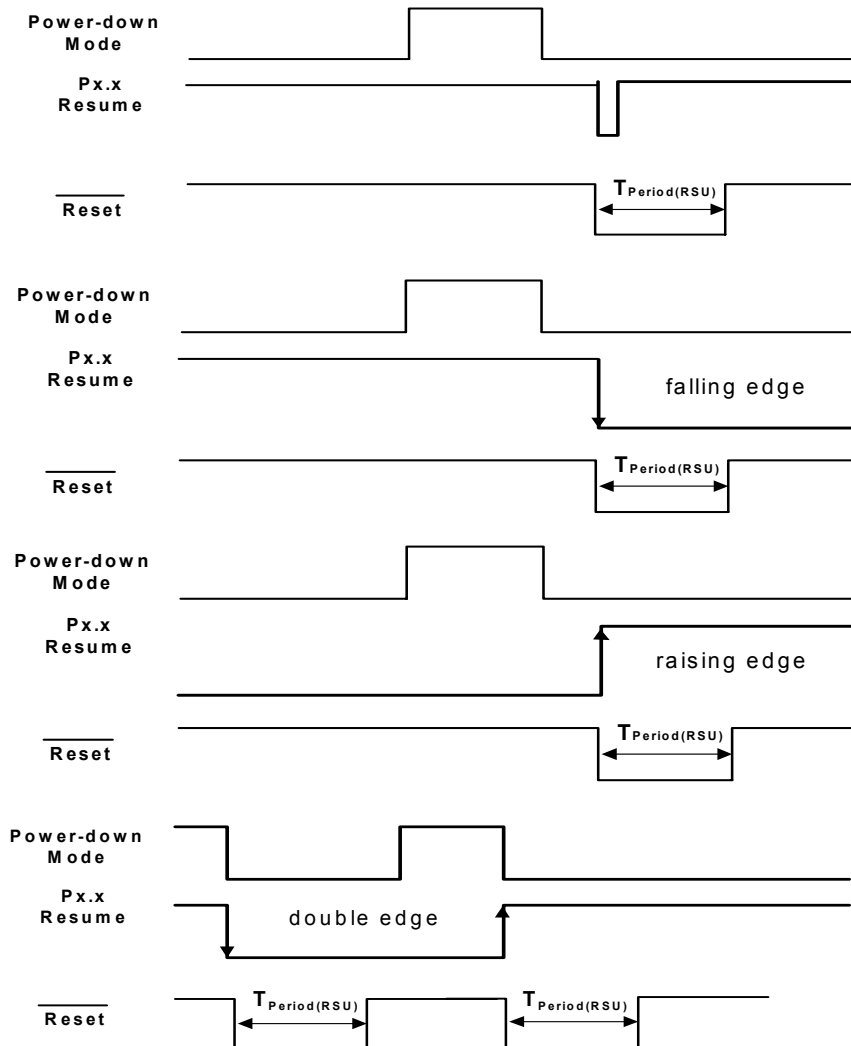 Power-down
Mode
Px.x
Resume
TPeriod(RSU)
Reset
Power-down
Mode
Px.x
Resume
falling edge
TPeriod(RSU)
Reset
Power-down
Mode
Px.x
Resume
raising edge
TPeriod(RSU)
Reset
Power-down
Mode
Px.x
Resume
double edge
TPeriod(RSU) TPeriod(RSU)
Reset